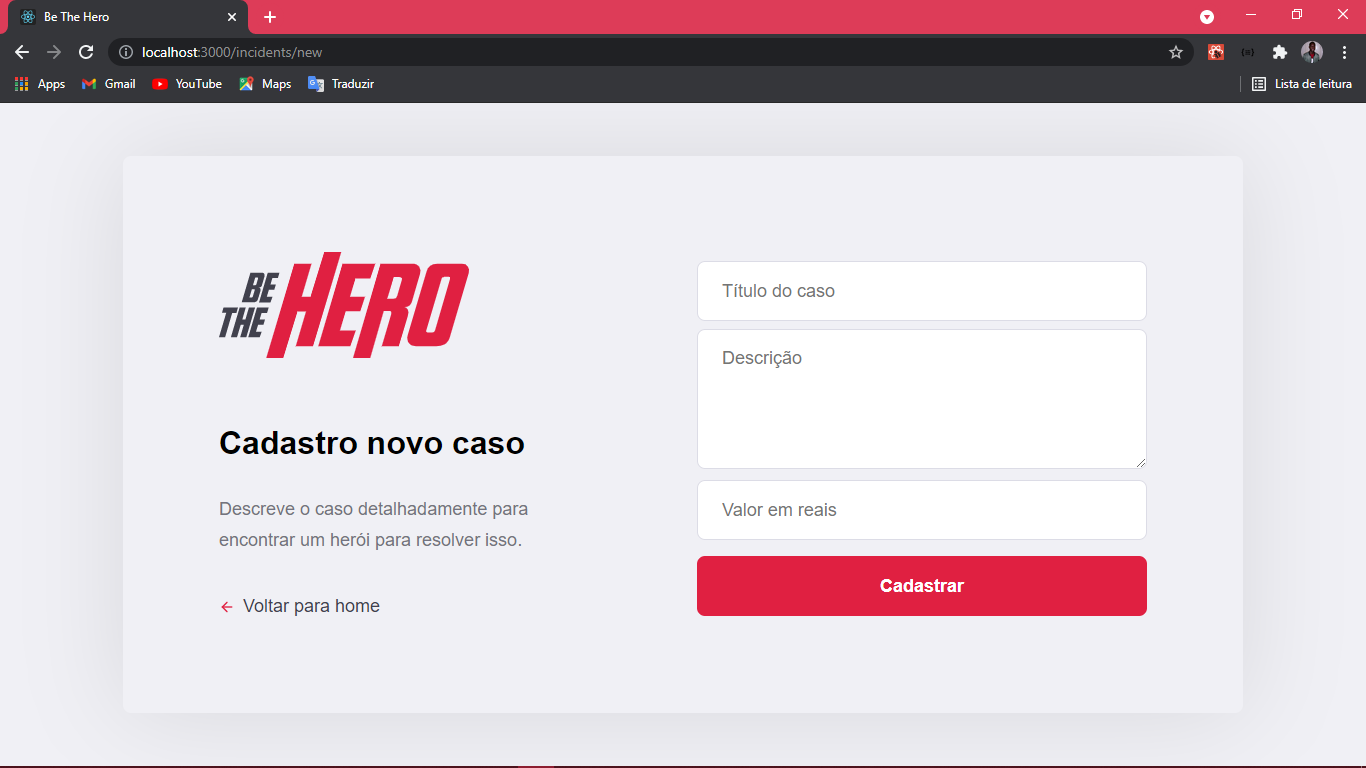 Be The Hero
localhost:3000/incidents/new
Apps
Gmail
YouTube
Maps
Traduzir
Lista de leitura
BE
THE
HERO
Cadastro novo caso
Descreve o caso detalhadamente para
encontrar um herói para resolver isso.
Voltar para home
Título do caso
Descrição
Valor em reais
Cadastrar